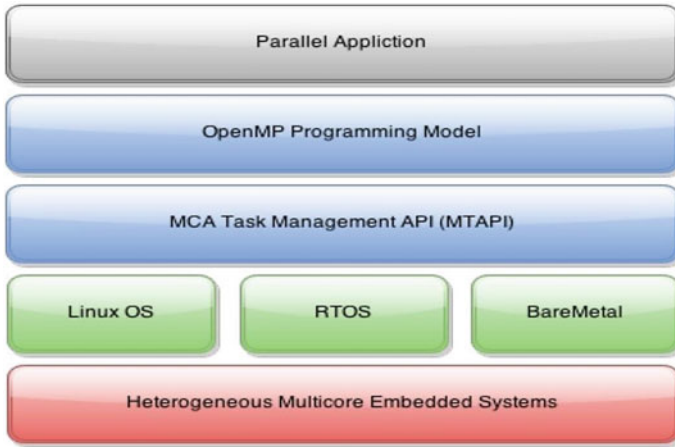 Parallel Appliction
OpenMP Programming Model
MCA Task Management API (MTAPI)
Linux OS
RTOS
BareMetal
Heterogeneous Multicore Embedded Systems